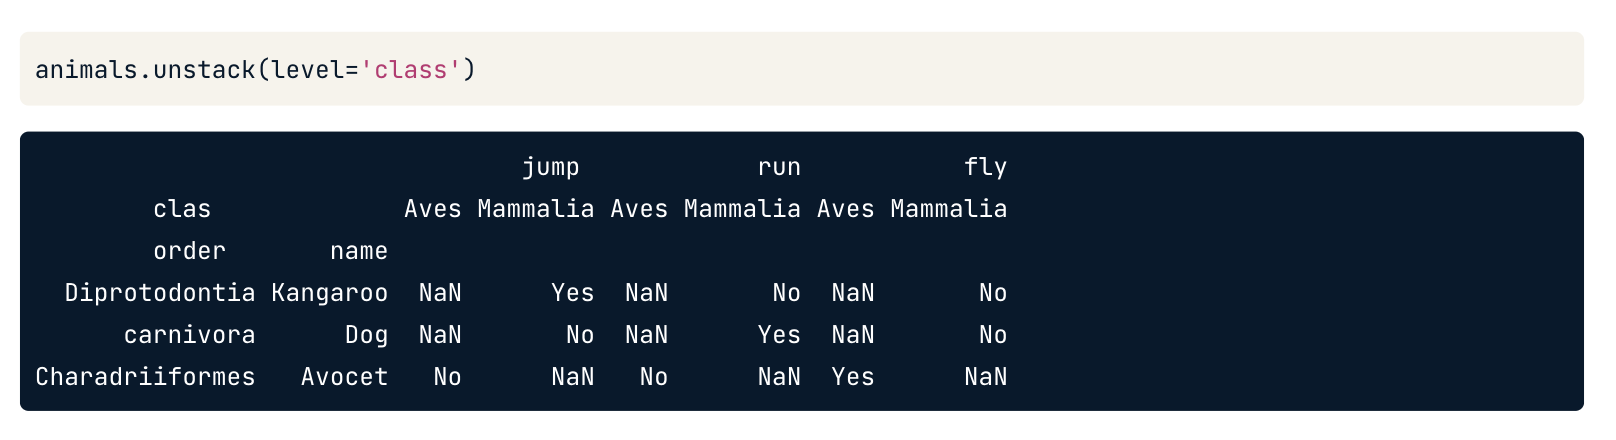 animals.unstack(level='class')
jump run fly
clas Aves Mammalia Aves Mammalia Aves Mammalia
order name
Diprotodontia Kangaroo NaN Yes NaN No NaN No
carnivora Dog NaN No NaN Yes NaN No
Charadriiformes Avocet No NaN No NaN Yes NaN